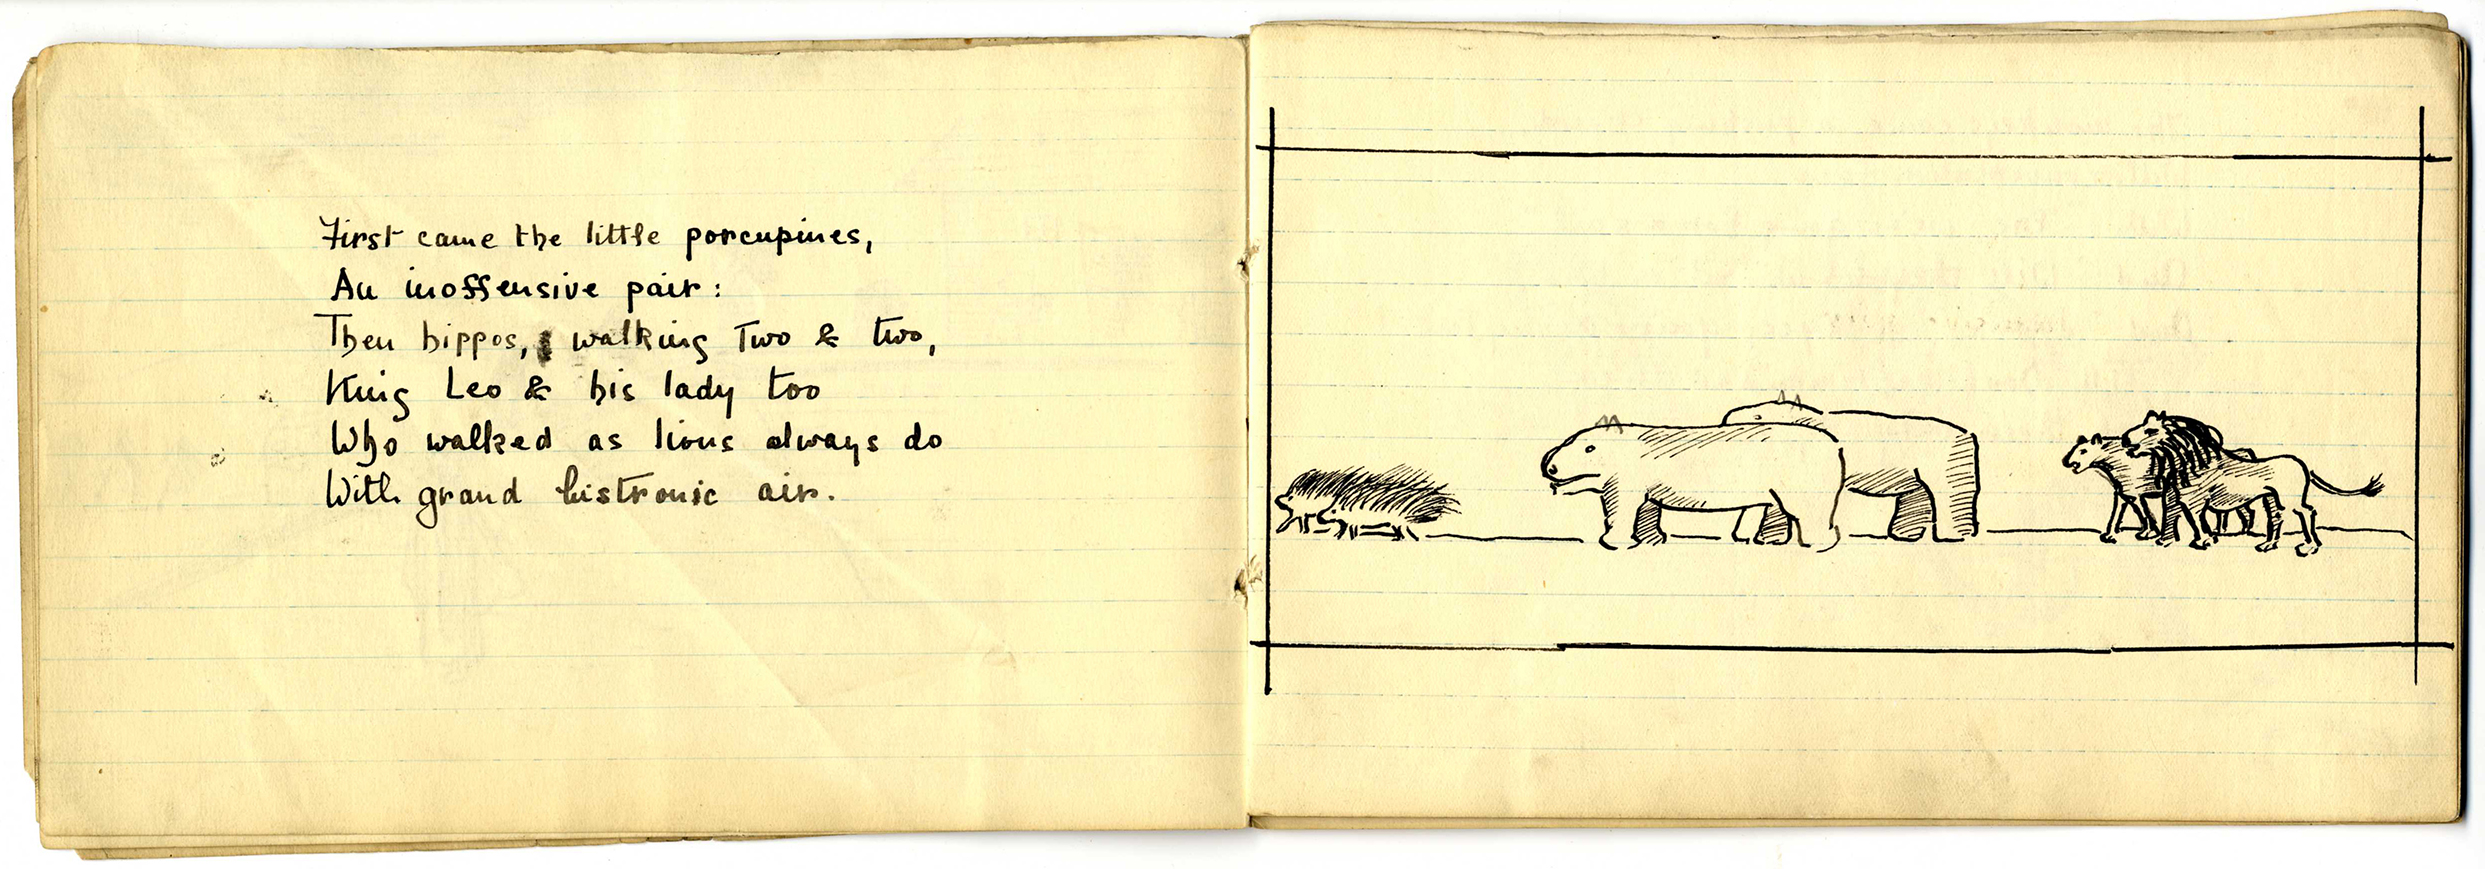 First came the little porcupines,
An inoffensive pair:
Then hippos, walking Two & two,
King Leo & his lady too
Who walked as lions always do
With grand histronic air.